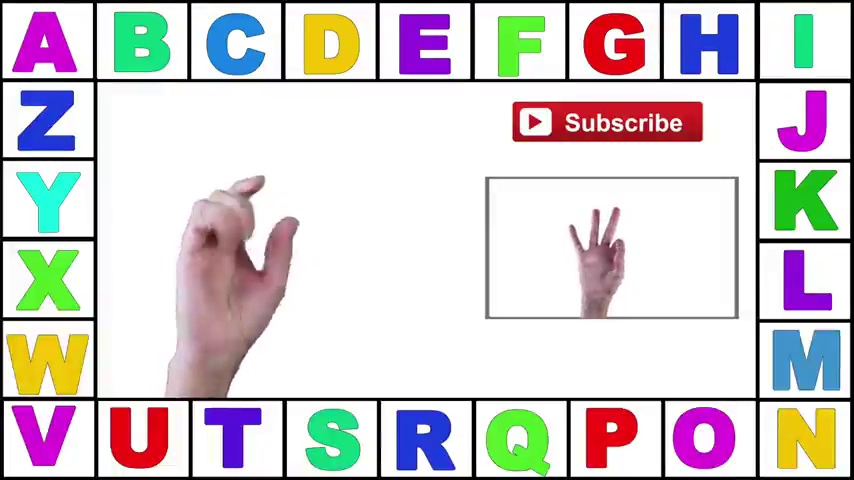 A B C D E F G H I
Subscribe
Z J
Y K
X L
W M
V U T S R Q P O N